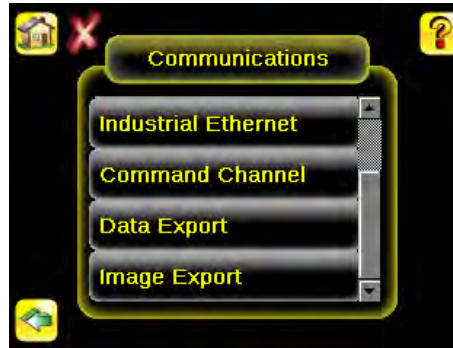 Communications
Industrial Ethernet
Command Channel
Data Export
Image Export